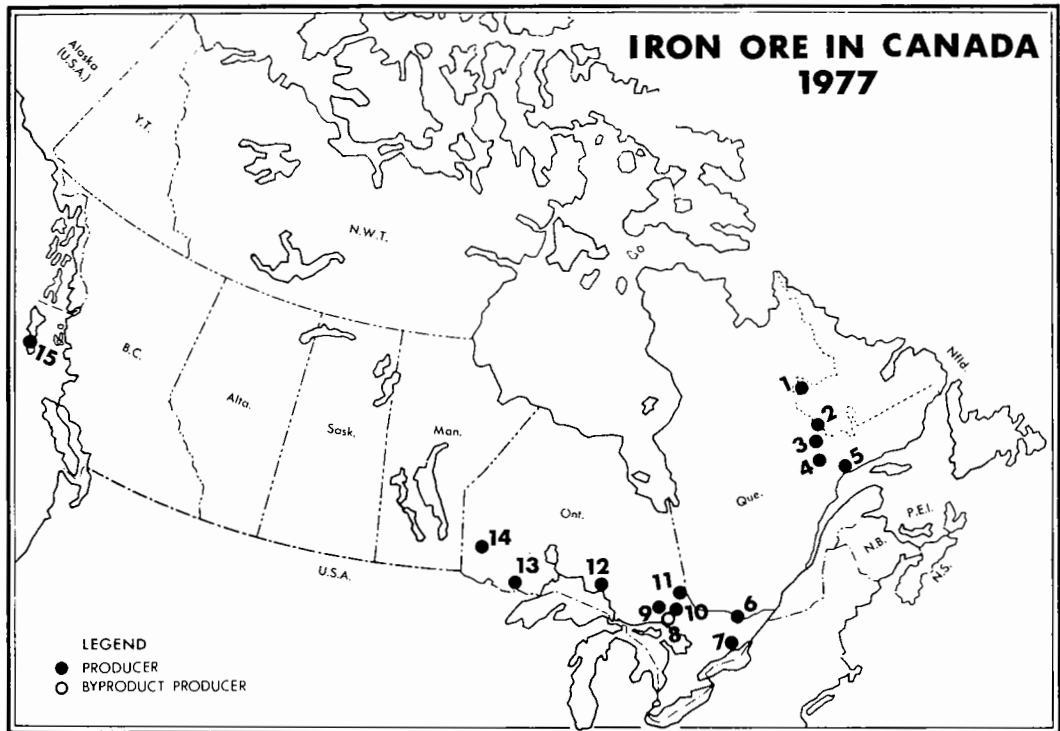 IRON ORE IN CANADA
1977
Alaska
(U.S.A.)
Y.T.
N.W.T.
B.C.
Alta.
Sask.
Man.
Ont.
Que.
Nfld.
P.E.I.
N.B.
N.S.
U.S.A.
1
2
3
4
5
6
7
8
9
10
11
12
13
14
15
LEGEND
PRODUCER
BYPRODUCT PRODUCER